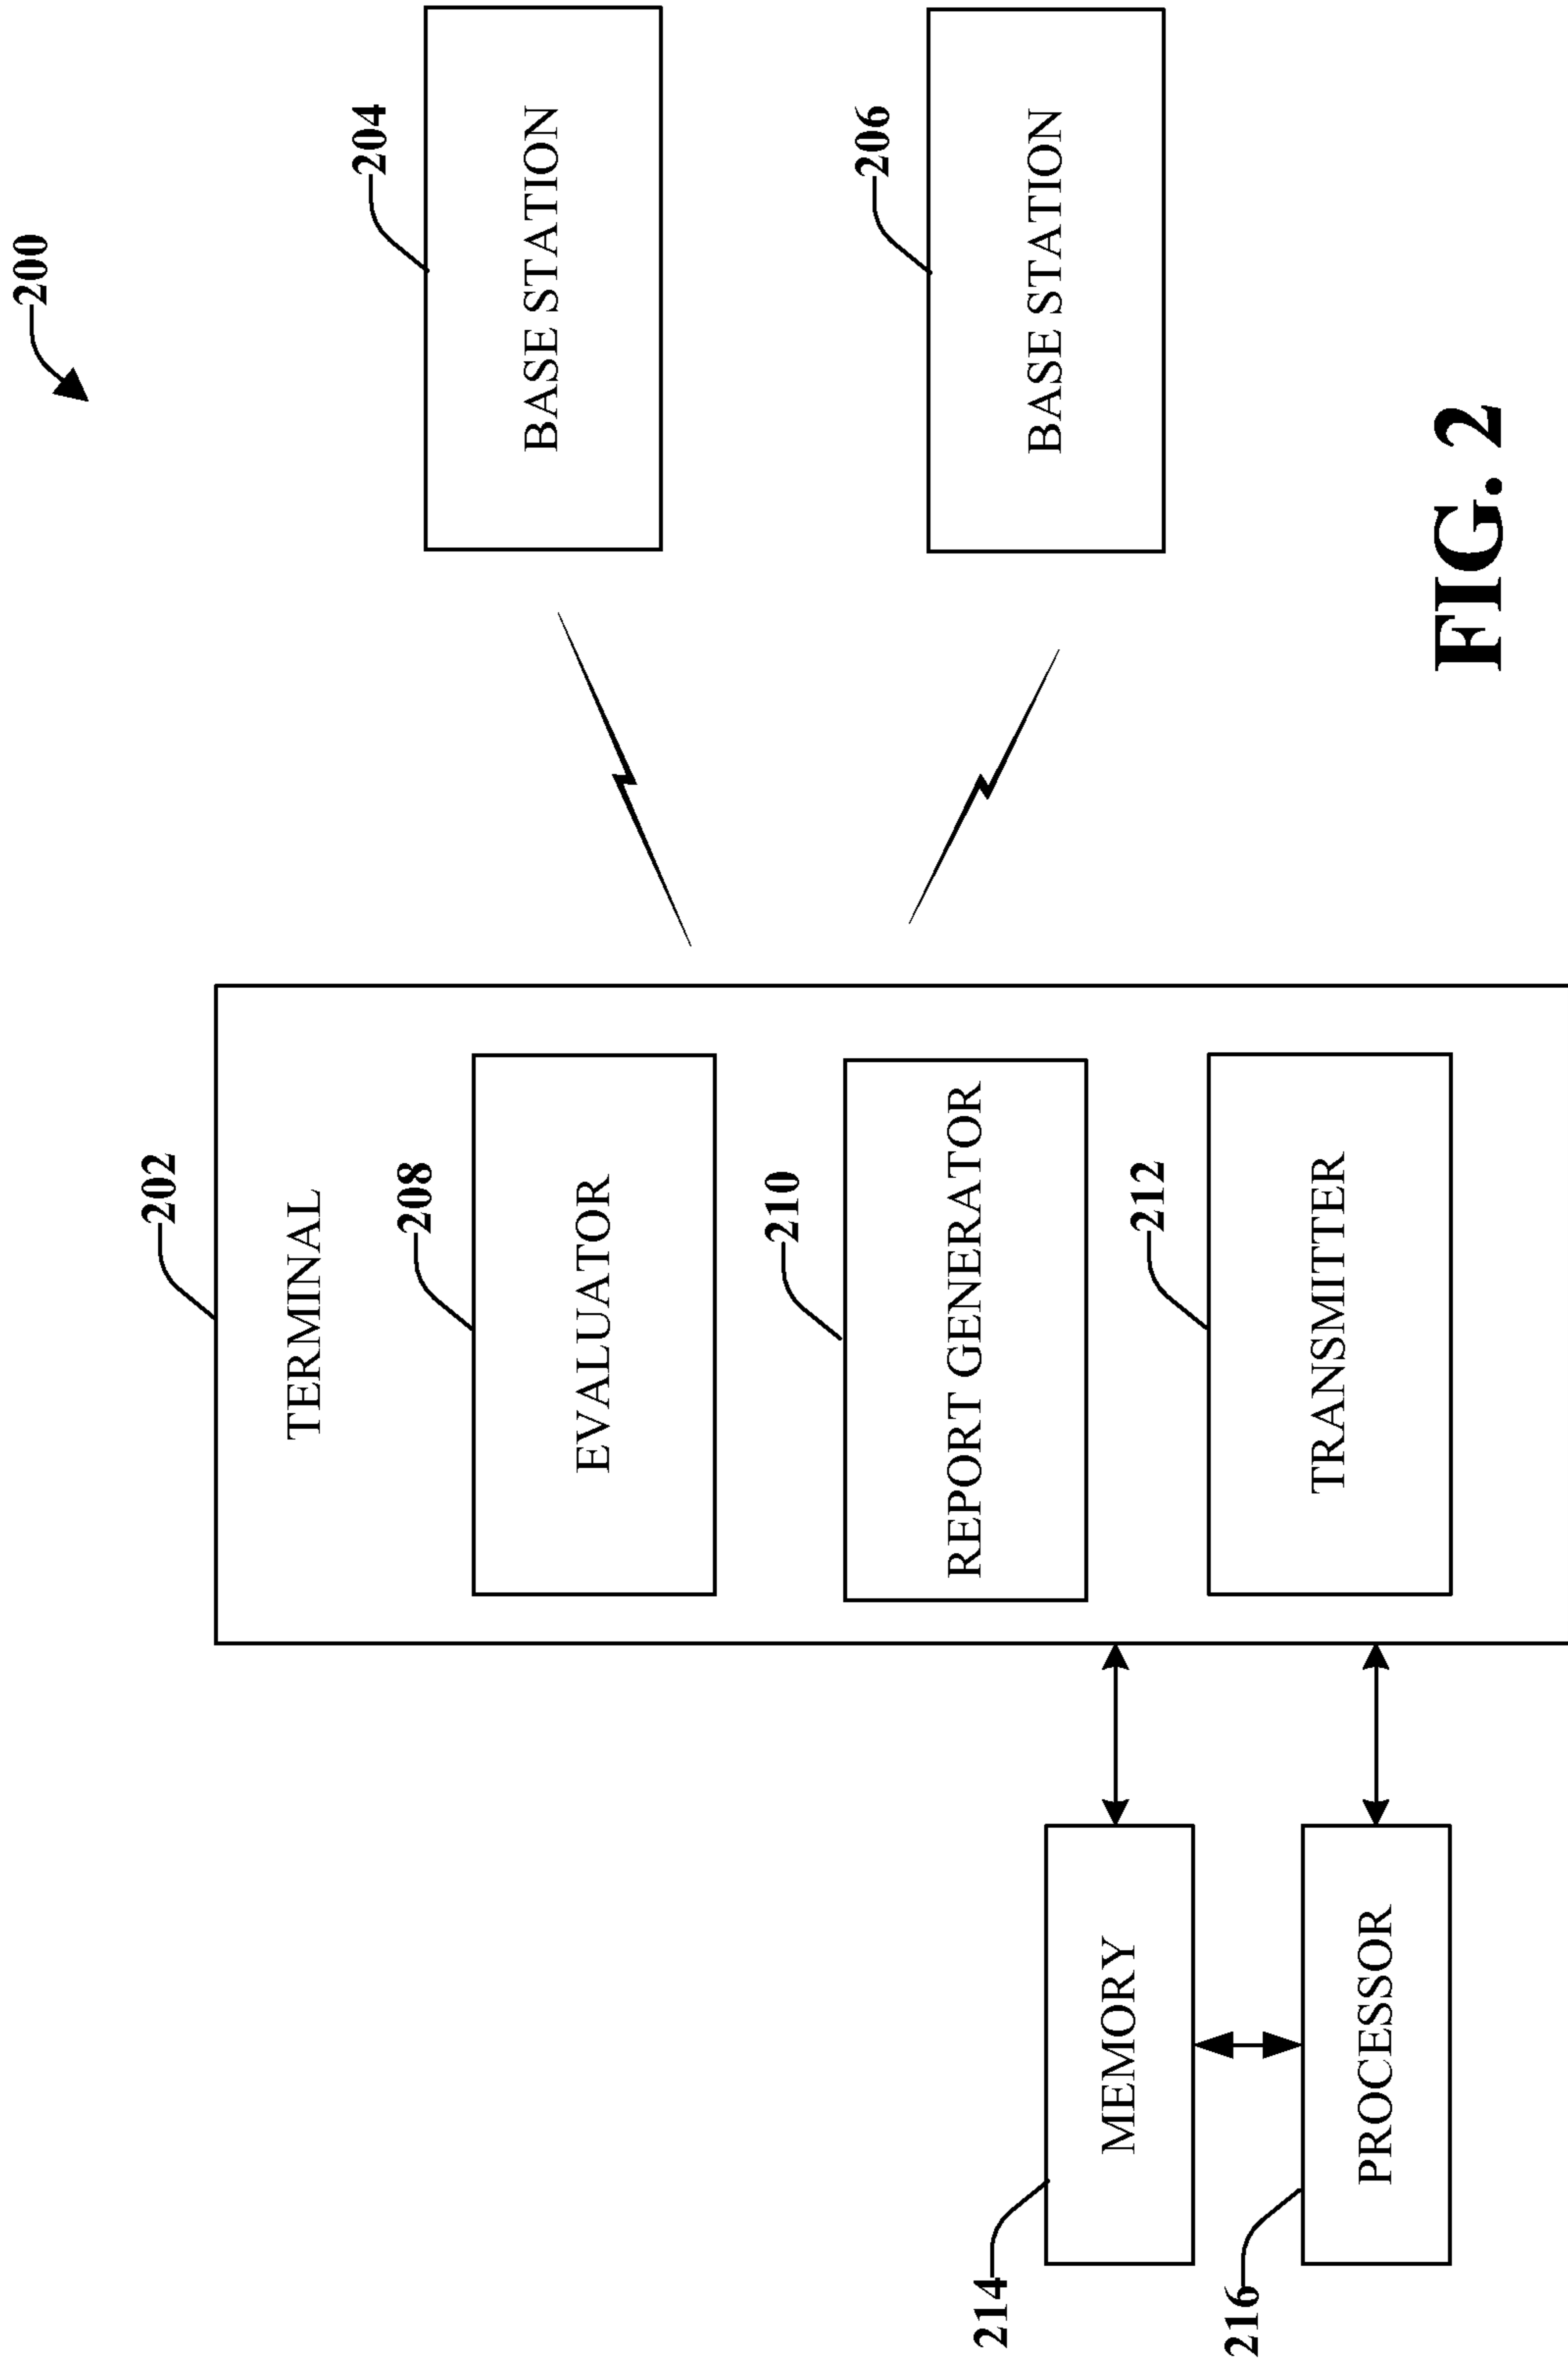 200
202
TERMINAL
204
BASE STATION
208
EVALUATOR
210
REPORT GENERATOR
206
BASE STATION
214
MEMORY
212
TRANSMITTER
216
PROCESSOR
FIG. 2